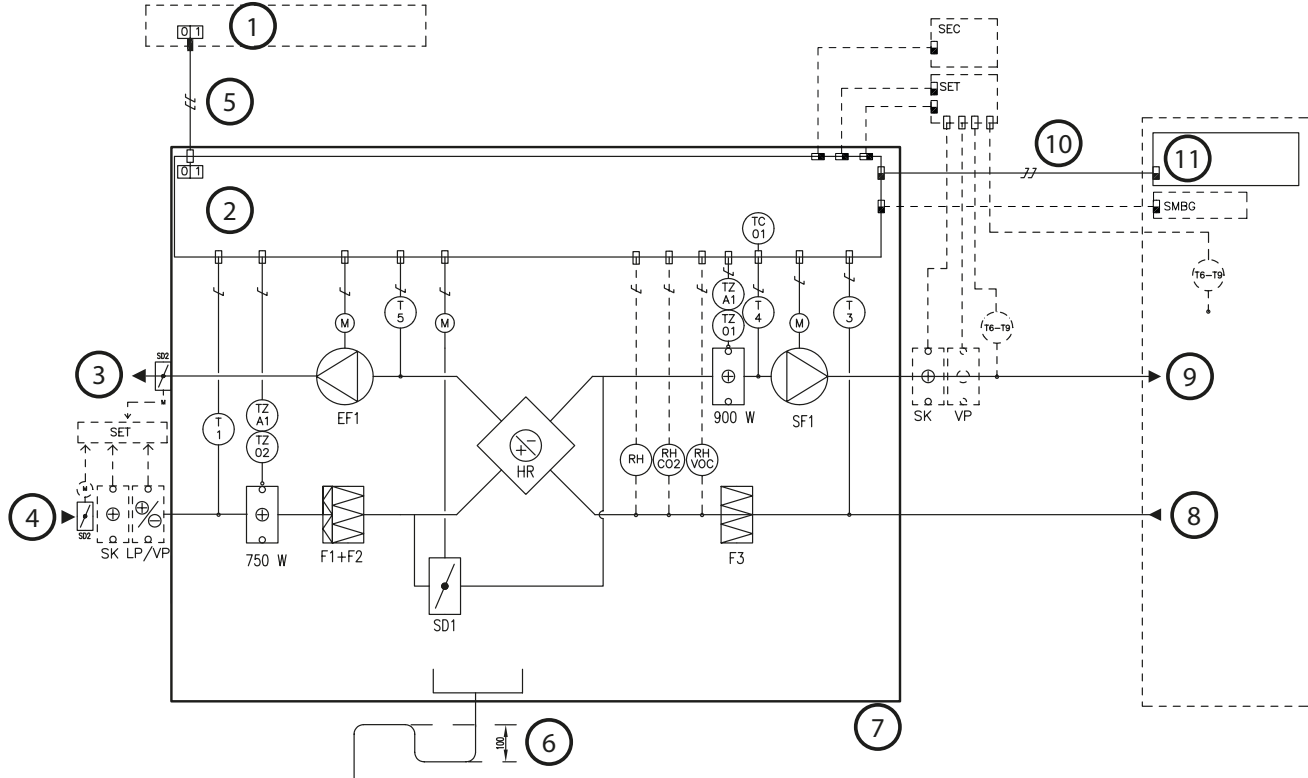 1
0 1
SEC
5
SET
10
11
0 1
2
SMBG
TC
01
T6-T9
TZ
A1
TZ
01
T
5
T
4
T
3
M
M
M
T6-T9
3
SD2
M
9
EF1
900 W
SF1
SK
VP
SET
T
1
TZ
A1
TZ
02
HR
RH
RH
CO2
RH
VOC
M
4
8
SD2
SK
LP/VP
750 W
F1+F2
F3
SD1
7
6
100